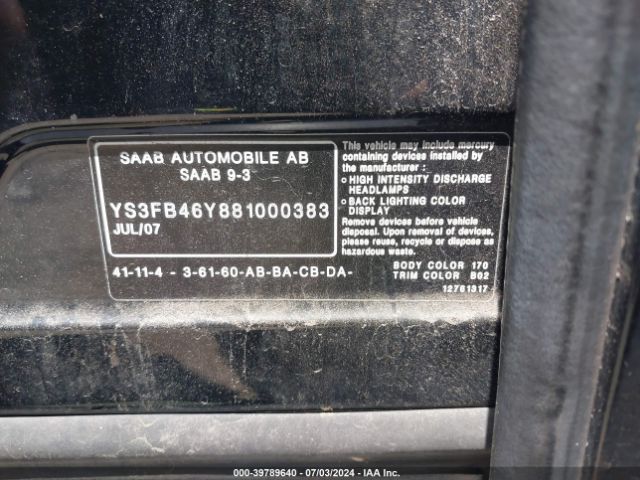 SAAB AUTOMOBILE AB
SAAB 9-3
YS3FB46Y881000383
JUL/07
41-11-4 - 3-61-60-AB-BA-CB-DA-
This vehicle may include mercury
containing devices installed by
the manufacturer :
o HIGH INTENSITY DISCHARGE
HEADLAMPS
o BACK LIGHTING COLOR
DISPLAY
Remove devices before vehicle
disposal. Upon removal of devices,
please reuse, recycle or dispose as
hazardous waste.
BODY COLOR 170
TRIM COLOR B02
12761317
000-39789640 - 07/03/2024 - IAA Inc.